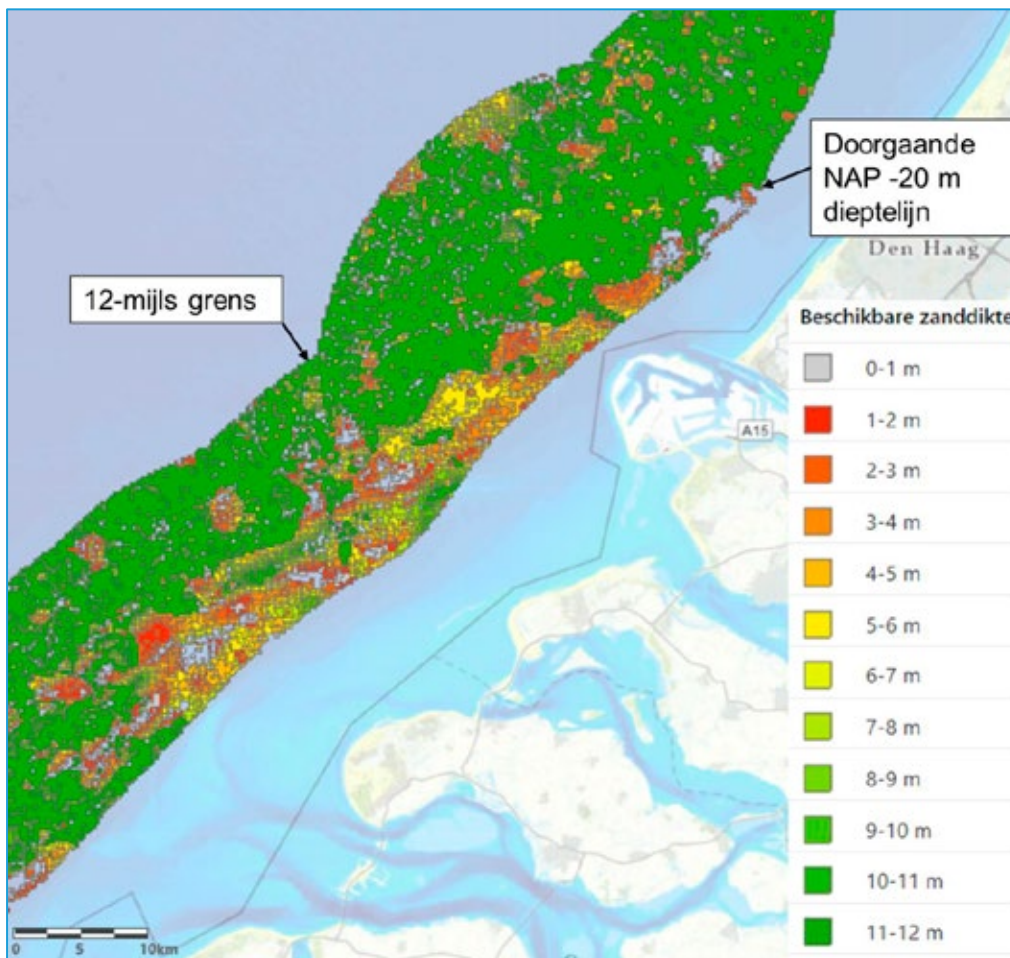 Doorgaande
NAP -20 m
dieptelijn
Den Haag
12-mijls grens
Beschikbare zanddikte
0-1 m
1-2 m
A15
2-3 m
3-4 m
4-5 m
5-6 m
6-7 m
7-8 m
8-9 m
9-10 m
10-11 m
11-12 m
0 5 10km